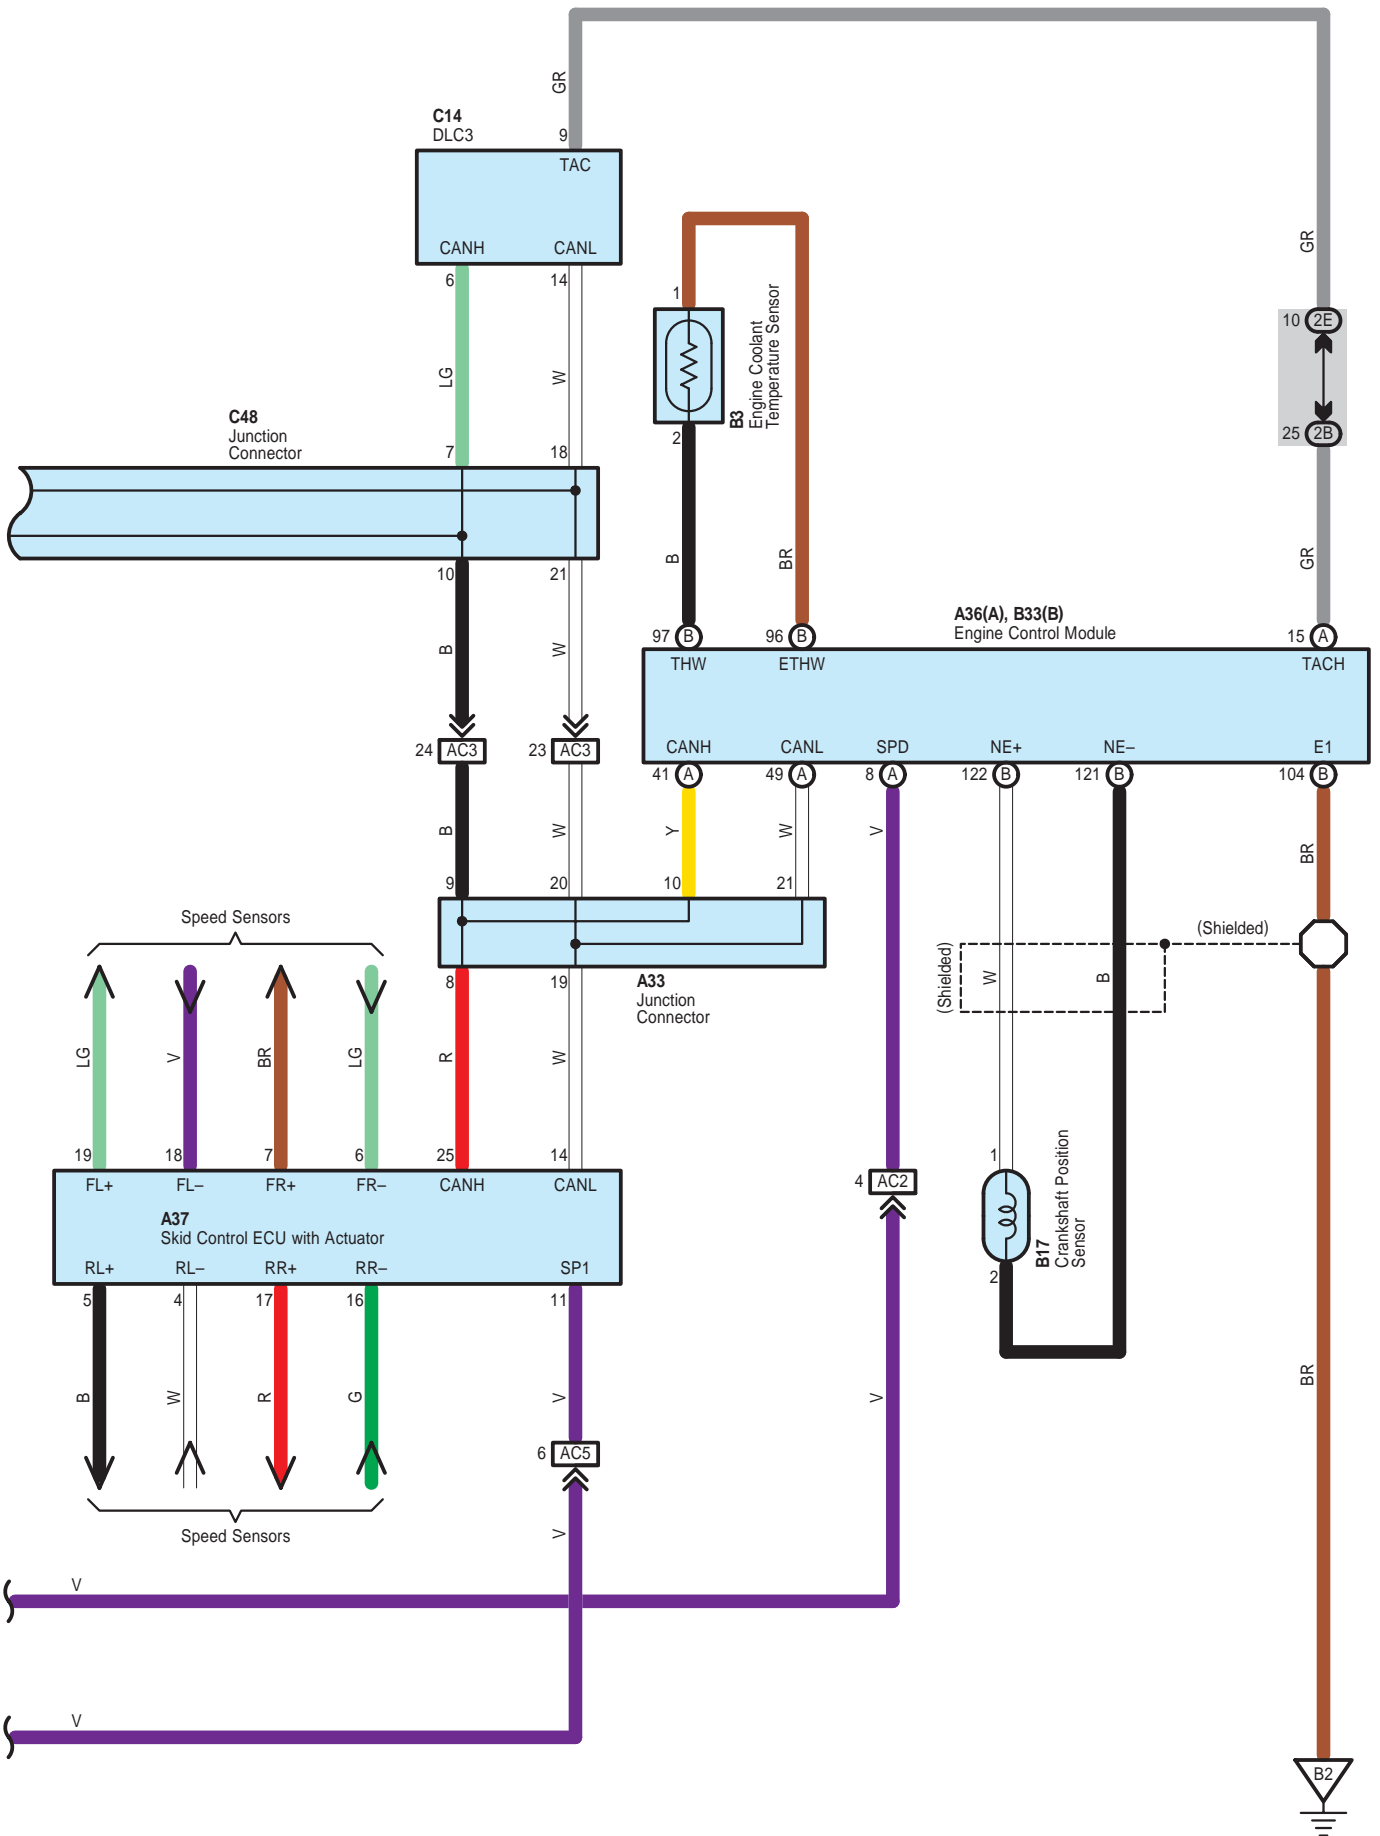 GR
C14
DLC3
9
TAC
CANH
CANL
6
14
GR
1
Engine Coolant
Temperature Sensor
B3
10
2E
25
2B
LG
W
C48
Junction
Connector
7
18
2
10
21
B
BR
GR
A36(A), B33(B)
Engine Control Module
B
W
97
B
96
B
15
A
THW
ETHW
TACH
24
AC3
23
AC3
CANH
CANL
SPD
NE+
NE–
E1
41
A
49
A
8
A
122
B
121
B
104
B
B
W
Y
W
V
BR
9
20
10
21
Speed Sensors
(Shielded)
(Shielded)
W
B
8
19
A33
Junction
Connector
LG
V
BR
LG
R
W
19
18
7
6
25
14
FL+
FL–
FR+
FR–
CANH
CANL
A37
Skid Control ECU with Actuator
RL+
RL–
RR+
RR–
SP1
4
AC2
1
B17
Crankshaft Position
Sensor
2
5
4
17
16
11
B
W
R
G
V
V
BR
6
AC5
Speed Sensors
V
V
V
B2